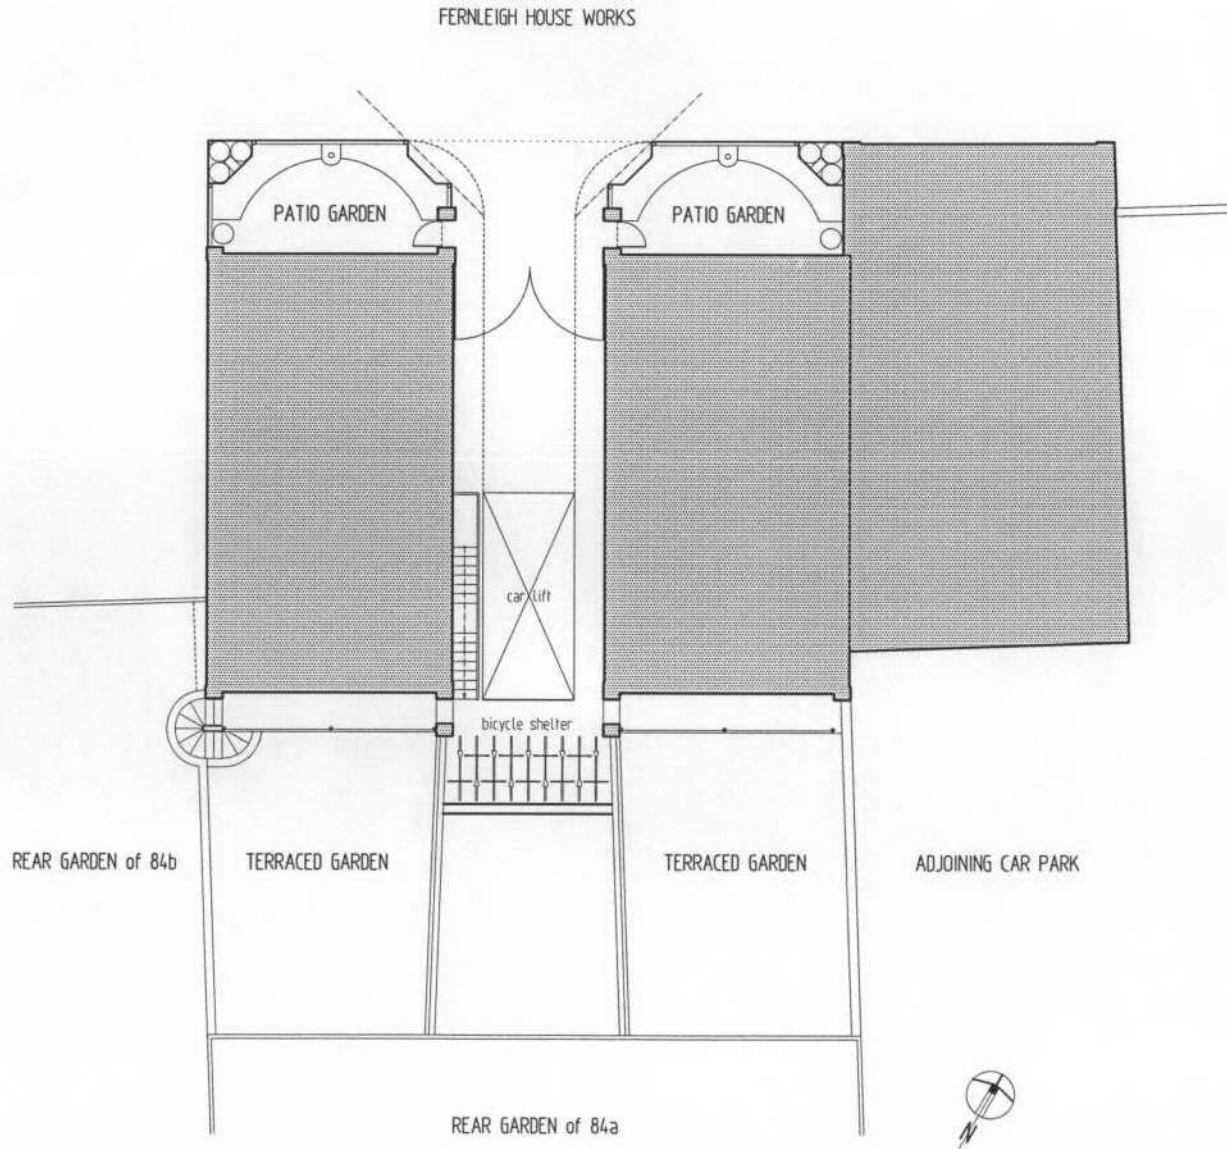 FERNLEIGH HOUSE WORKS
PATIO GARDEN
PATIO GARDEN
car lift
bicycle shelter
REAR GARDEN of 84b
TERRACED GARDEN
TERRACED GARDEN
ADJOINING CAR PARK
REAR GARDEN of 84a
N